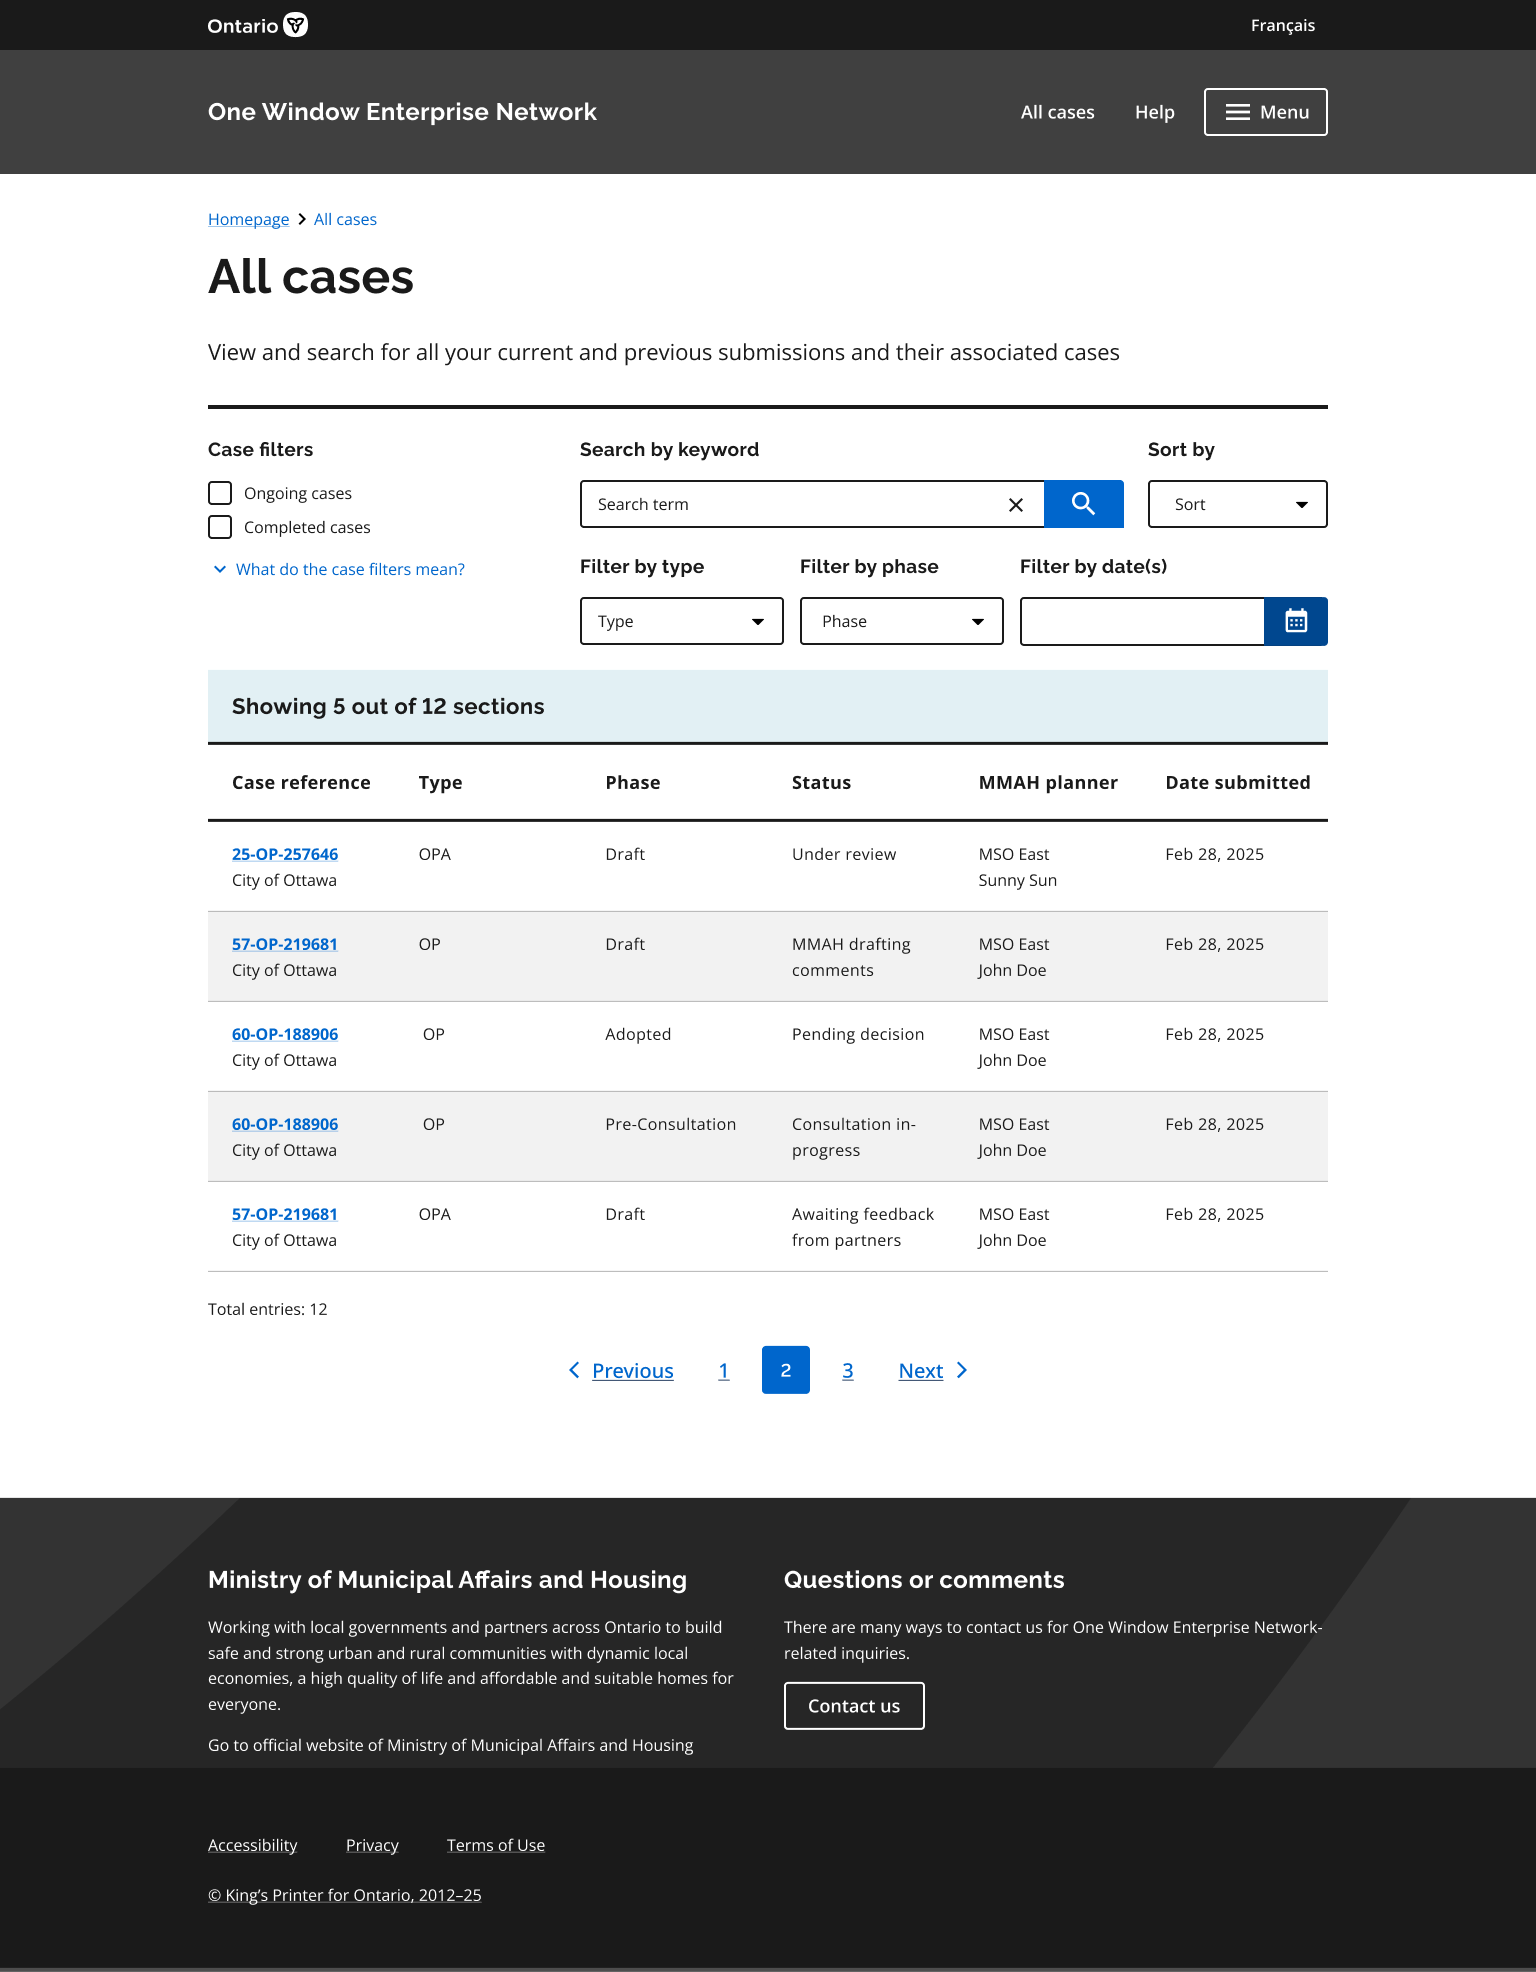 Ontario
Français
One Window Enterprise Network
All cases
Help
Menu
Homepage
All cases
All cases
View and search for all your current and previous submissions and their associated cases
Case filters
Ongoing cases
Completed cases
What do the case filters mean?
Search by keyword
Search term
Sort by
Sort
Filter by type
Type
Filter by phase
Phase
Filter by date(s)
Showing 5 out of 12 sections
Case reference Type Phase Status MMAH planner Date submitted
25-OP-257646 OPA Draft Under review MSO East Feb 28, 2025
City of Ottawa Sunny Sun
57-OP-219681 OP Draft MMAH drafting MSO East Feb 28, 2025
City of Ottawa comments John Doe
60-OP-188906 OP Adopted Pending decision MSO East Feb 28, 2025
City of Ottawa John Doe
60-OP-188906 OP Pre-Consultation Consultation in- MSO East Feb 28, 2025
City of Ottawa progress John Doe
57-OP-219681 OPA Draft Awaiting feedback MSO East Feb 28, 2025
City of Ottawa from partners John Doe
Total entries: 12
Previous 1 2 3 Next
Ministry of Municipal Affairs and Housing
Working with local governments and partners across Ontario to build
safe and strong urban and rural communities with dynamic local
economies, a high quality of life and affordable and suitable homes for
everyone.
Go to official website of Ministry of Municipal Affairs and Housing
Questions or comments
There are many ways to contact us for One Window Enterprise Network-
related inquiries.
Contact us
Accessibility
Privacy
Terms of Use
© King’s Printer for Ontario, 2012–25